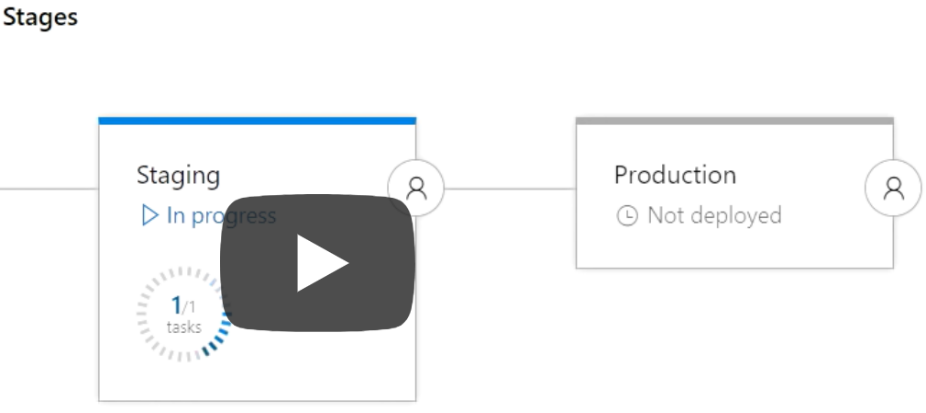 Stages
Staging
In progress
1/1
tasks
Production
Not deployed